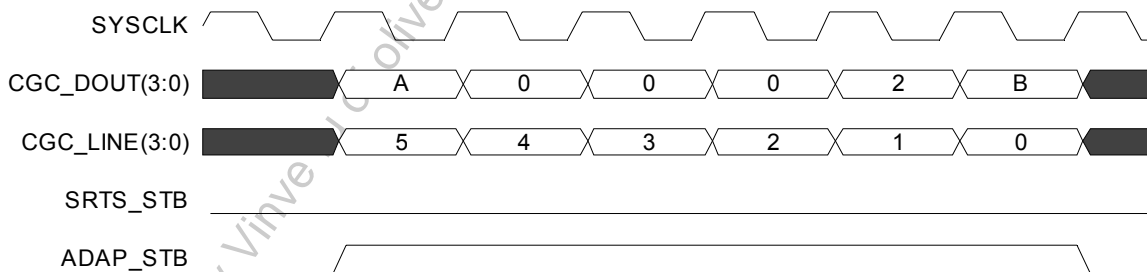 SYSCLK
CGC_DOUT(3:0) A 0 0 0 2 B
CGC_LINE(3:0) 5 4 3 2 1 0
SRTS_STB
ADAP_STB